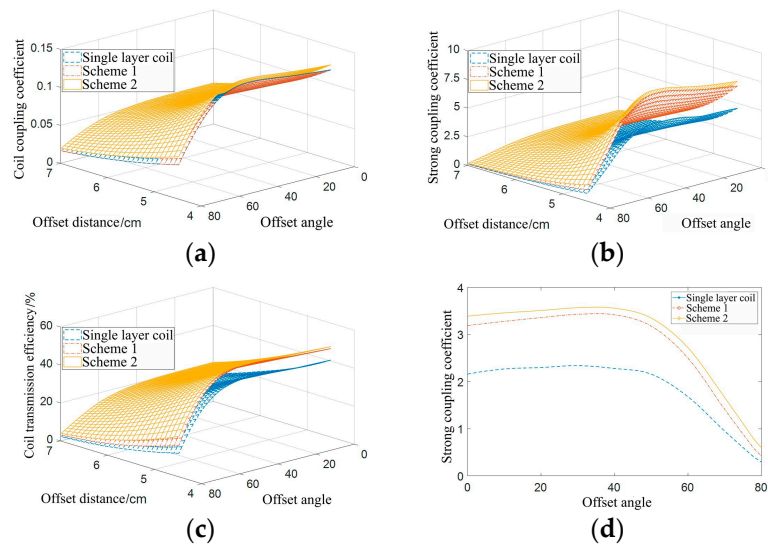 Coil coupling coefficient
0.15
0.1
0.05
0
Single layer coil
Scheme 1
Scheme 2
7
6
5
4
Offset distance/cm
80
60
40
20
0
Offset angle
(a)
Strong coupling coefficient
10
7.5
5
2.5
0
Single layer coil
Scheme 1
Scheme 2
7
6
5
4
Offset distance/cm
80
60
40
20
0
Offset angle
(b)
Coil transmission efficiency/%
60
40
20
0
Single layer coil
Scheme 1
Scheme 2
7
6
5
4
Offset distance/cm
80
60
40
20
0
Offset angle
(c)
Strong coupling coefficient
4
3
2
1
0
Single layer coil
Scheme 1
Scheme 2
0
20
40
60
80
Offset angle
(d)